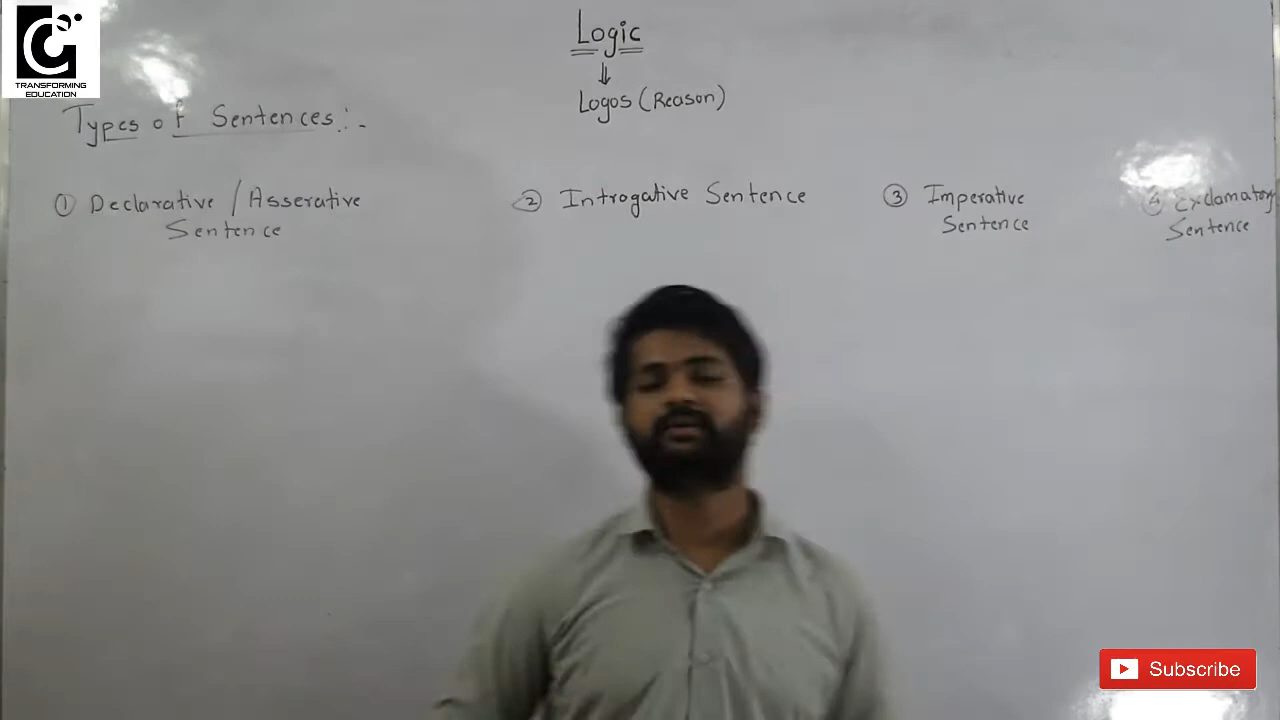 TRANSFORMING
EDUCATION
Logic
⇓
Logos (Reason)
Types of Sentences:-
① Declarative / Asserative
Sentence
② Introgative Sentence
③ Imperative
Sentence
④ Exclamatory
Sentence
Subscribe